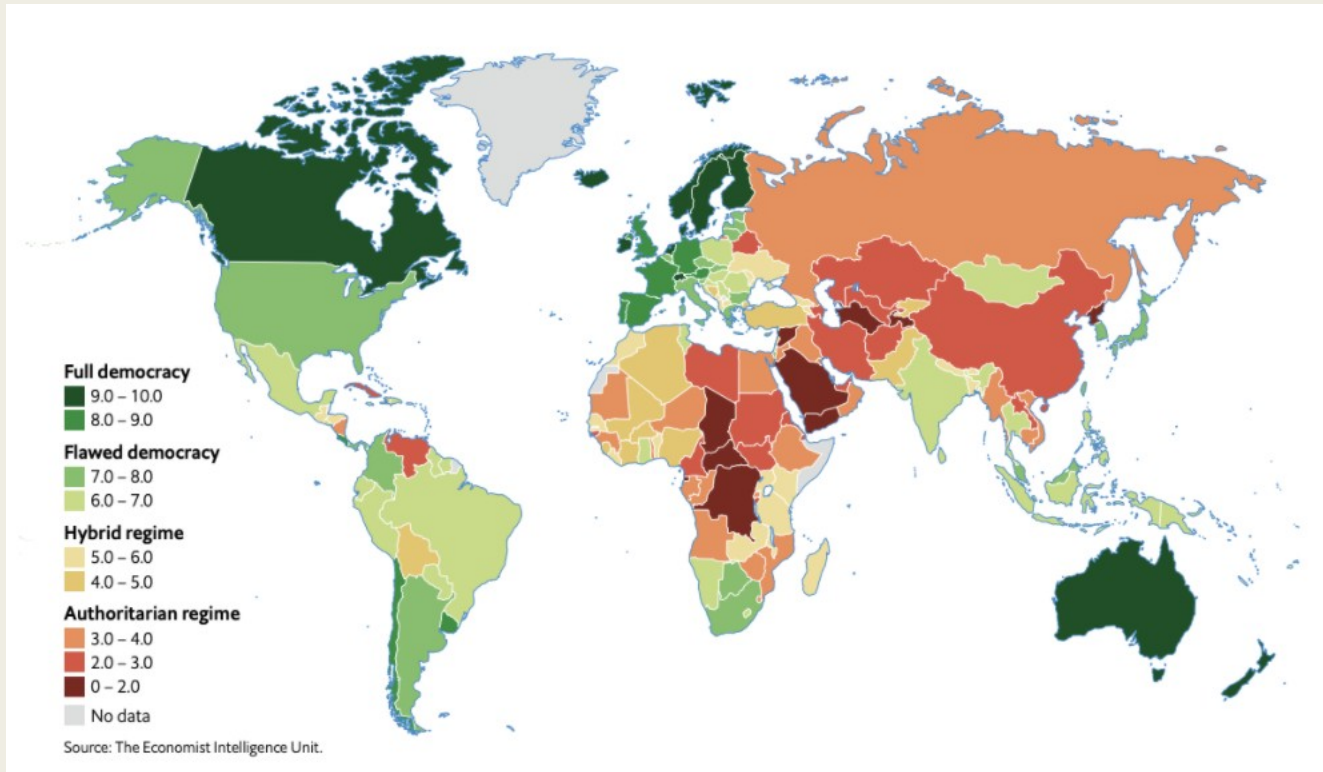 Full democracy
9.0 – 10.0
8.0 – 9.0
Flawed democracy
7.0 – 8.0
6.0 – 7.0
Hybrid regime
5.0 – 6.0
4.0 – 5.0
Authoritarian regime
3.0 – 4.0
2.0 – 3.0
0 – 2.0
No data
Source: The Economist Intelligence Unit.